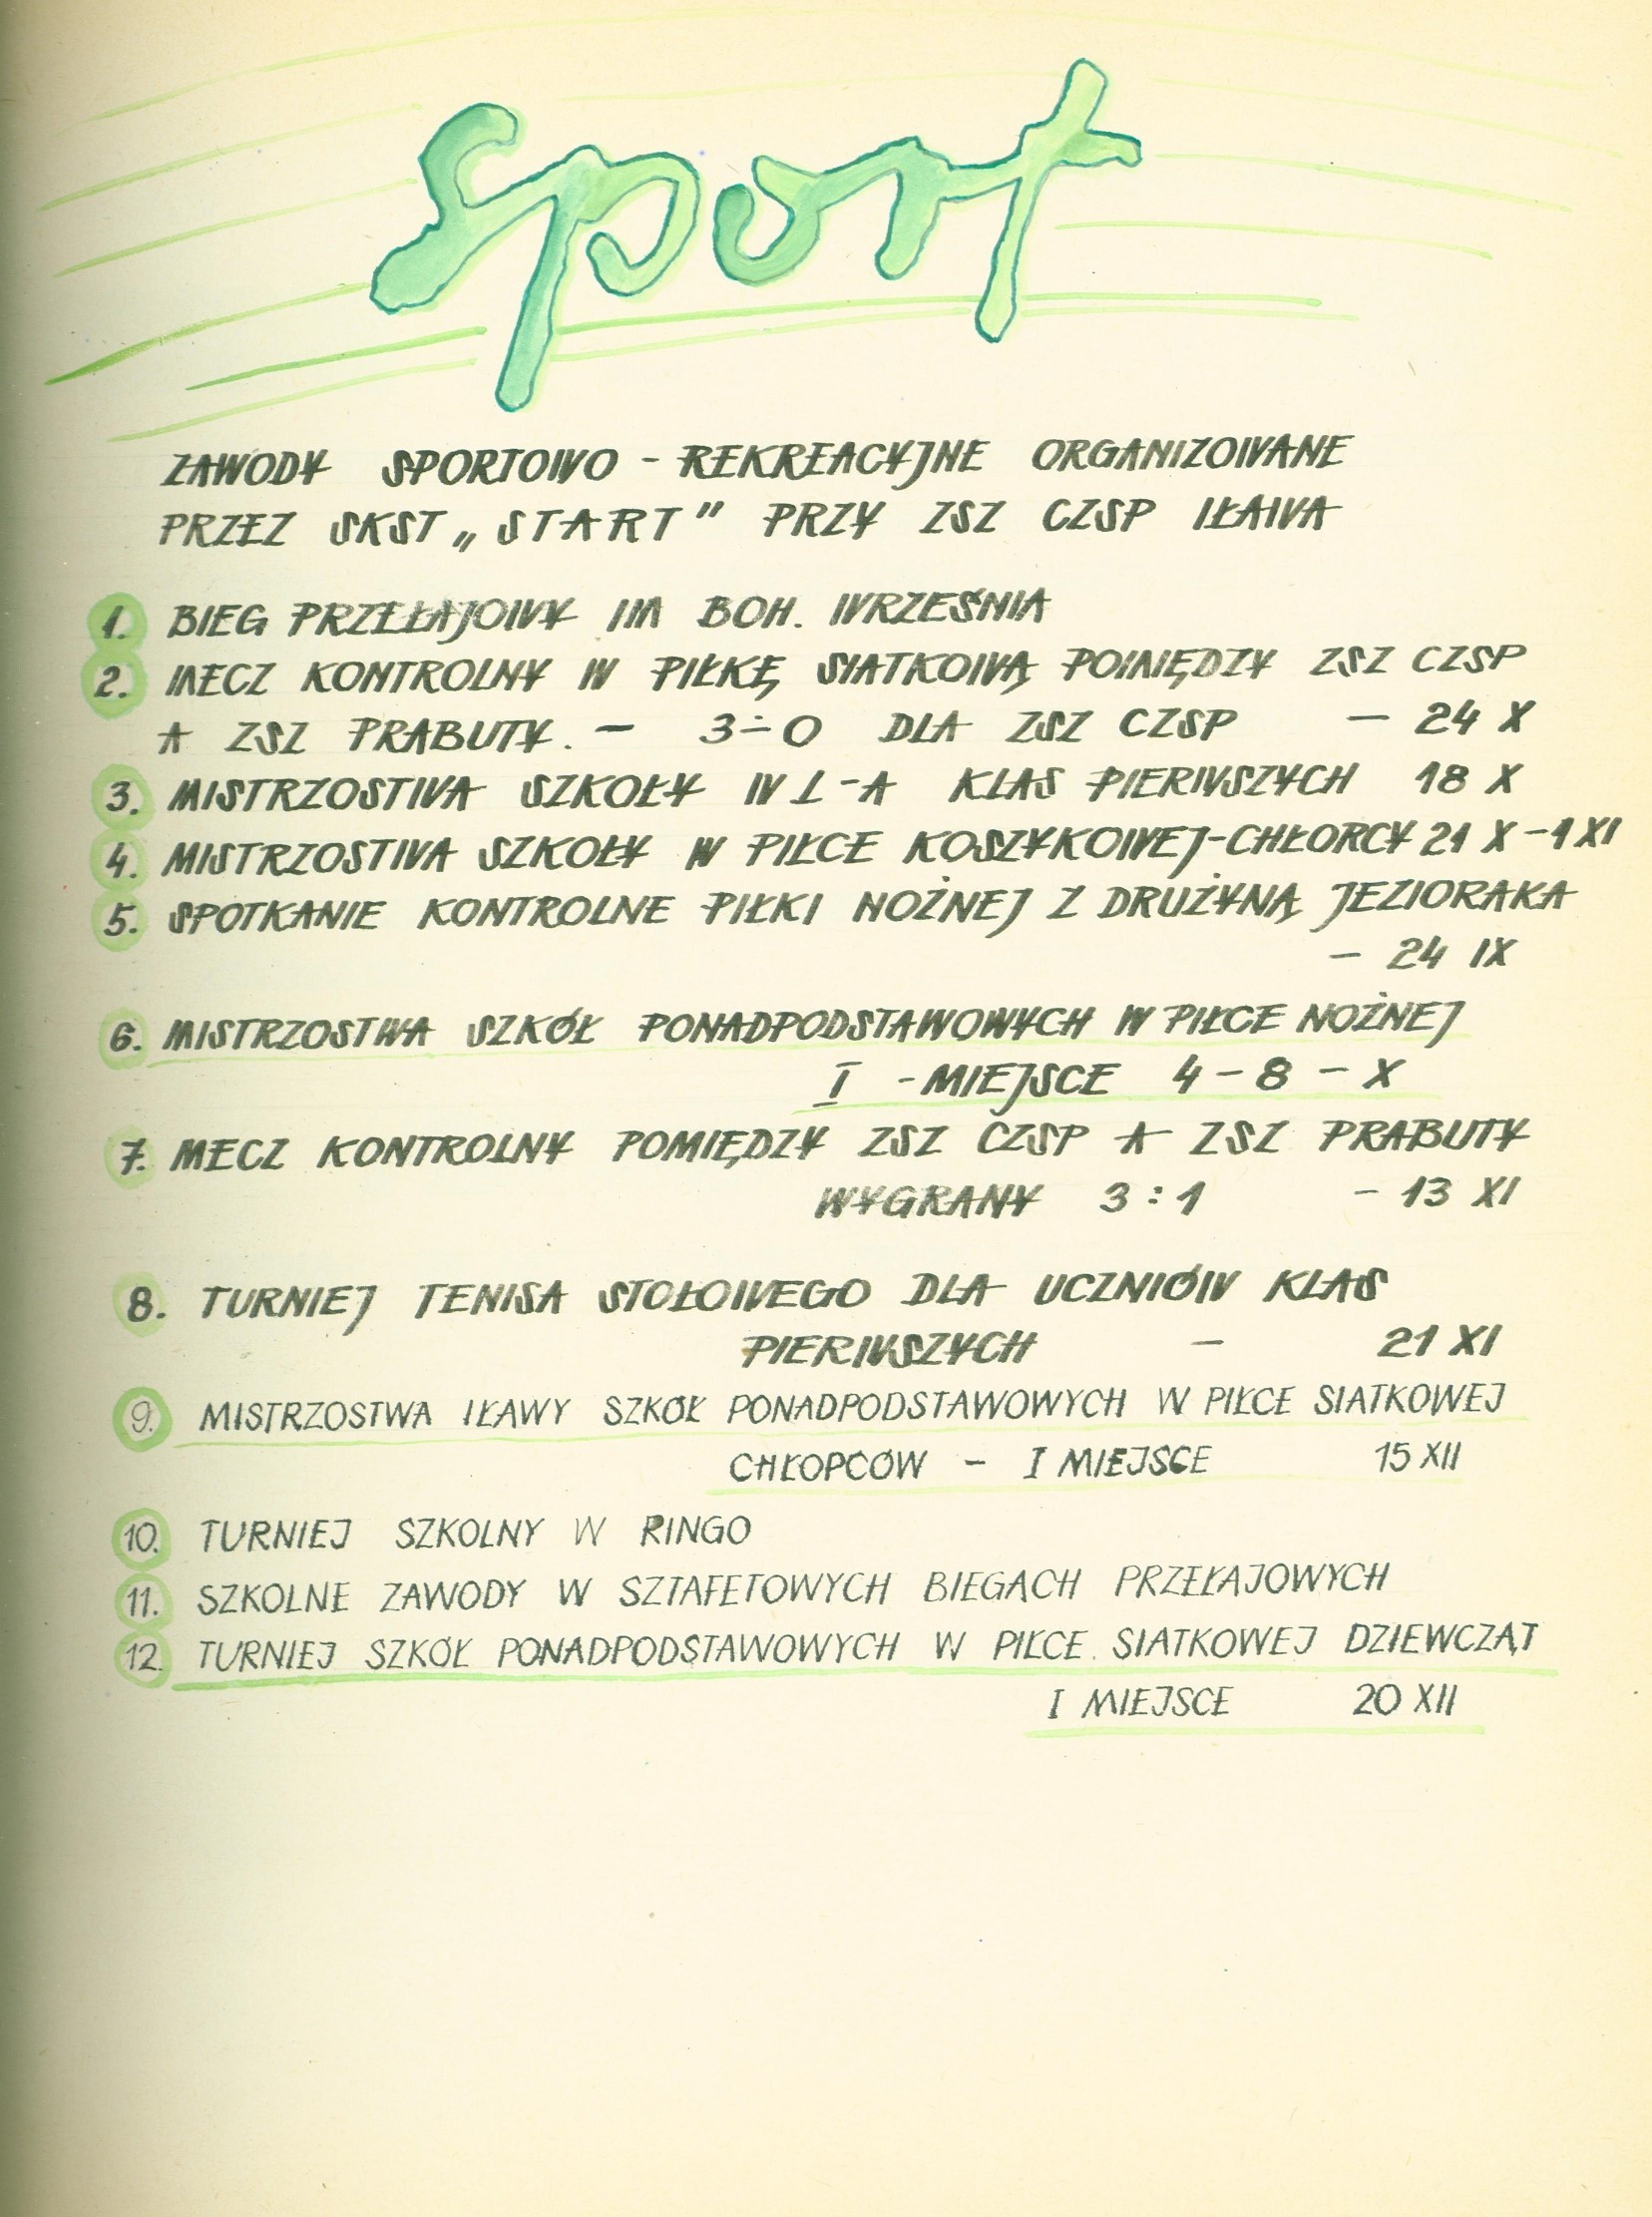 sport
ZAWODY SPORTOWO - REKREACYJNE ORGANIZOWANE
PRZEZ SKST „START" PRZY ZSZ CZSP IŁAWA
1. BIEG PRZEŁAJOWY IM BOH. WRZEŚNIA
2. MECZ KONTROLNY W PIŁKĘ SIATKOWĄ POMIĘDZY ZSZ CZSP
A ZSZ PRABUTY. - 3÷0 DLA ZSZ CZSP - 24 X
3. MISTRZOSTWA SZKOŁY W L-A KLAS PIERWSZYCH 18 X
4. MISTRZOSTWA SZKOŁY W PIŁCE KOSZYKOWEJ-CHŁOPCY 21 X - 1 XI
5. SPOTKANIE KONTROLNE PIŁKI NOŻNEJ Z DRUŻYNĄ JEZIORAKA
- 24 IX
6. MISTRZOSTWA SZKÓŁ PONADPODSTAWOWYCH W PIŁCE NOŻNEJ
I - MIEJSCE 4 - 8 - X
7. MECZ KONTROLNY POMIĘDZY ZSZ CZSP A ZSZ PRABUTY
WYGRANY 3:1 - 13 XI
8. TURNIEJ TENISA STOŁOWEGO DLA UCZNIÓW KLAS
PIERWSZYCH - 21 XI
9. MISTRZOSTWA IŁAWY SZKÓŁ PONADPODSTAWOWYCH W PIŁCE SIATKOWEJ
CHŁOPCÓW - I MIEJSCE 15 XII
10. TURNIEJ SZKOLNY W RINGO
11. SZKOLNE ZAWODY W SZTAFETOWYCH BIEGACH PRZEŁAJOWYCH
12. TURNIEJ SZKÓŁ PONADPODSTAWOWYCH W PIŁCE SIATKOWEJ DZIEWCZĄT
I MIEJSCE 20 XII